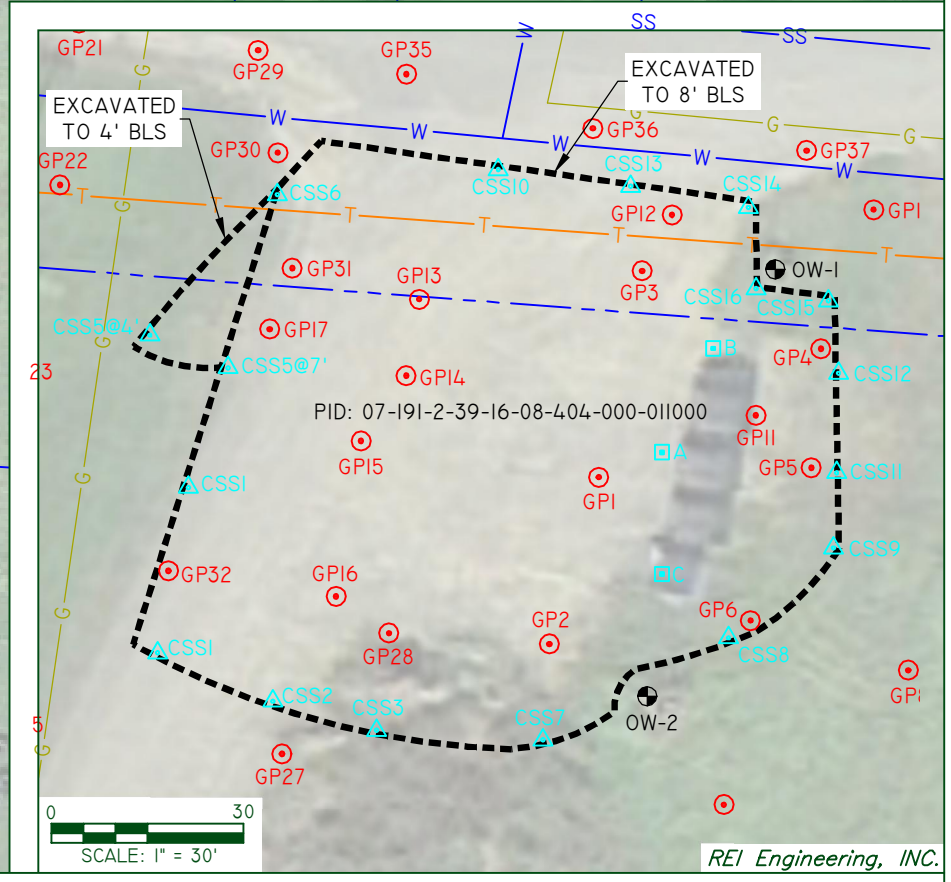 SS
SS
W
GP21
GP29
GP35
G
EXCAVATED
TO 8' BLS
EXCAVATED
TO 4' BLS
W
W
W
W
W
GP36
G
G
GP37
GP30
GP22
CSS6
CSS10
CSS13
CSS14
T
T
T
T
T
G
GP12
GP1
GP31
GP13
GP3
OW-1
CSS16
CSS15
CSS5@4'
GP17
G
B
GP4
23
CSS5@7'
GP14
CSS12
PID: 07-191-2-39-16-08-404-000-011000
GP11
GP15
A
GP5
CSS11
G
CSS1
GP1
CSS9
GP32
C
GP16
G
GP6
GP28
GP2
CSS8
CSS1
CSS2
CSS3
CSS7
OW-2
5
G
GP27
0 30
SCALE: 1" = 30'
REI Engineering, INC.